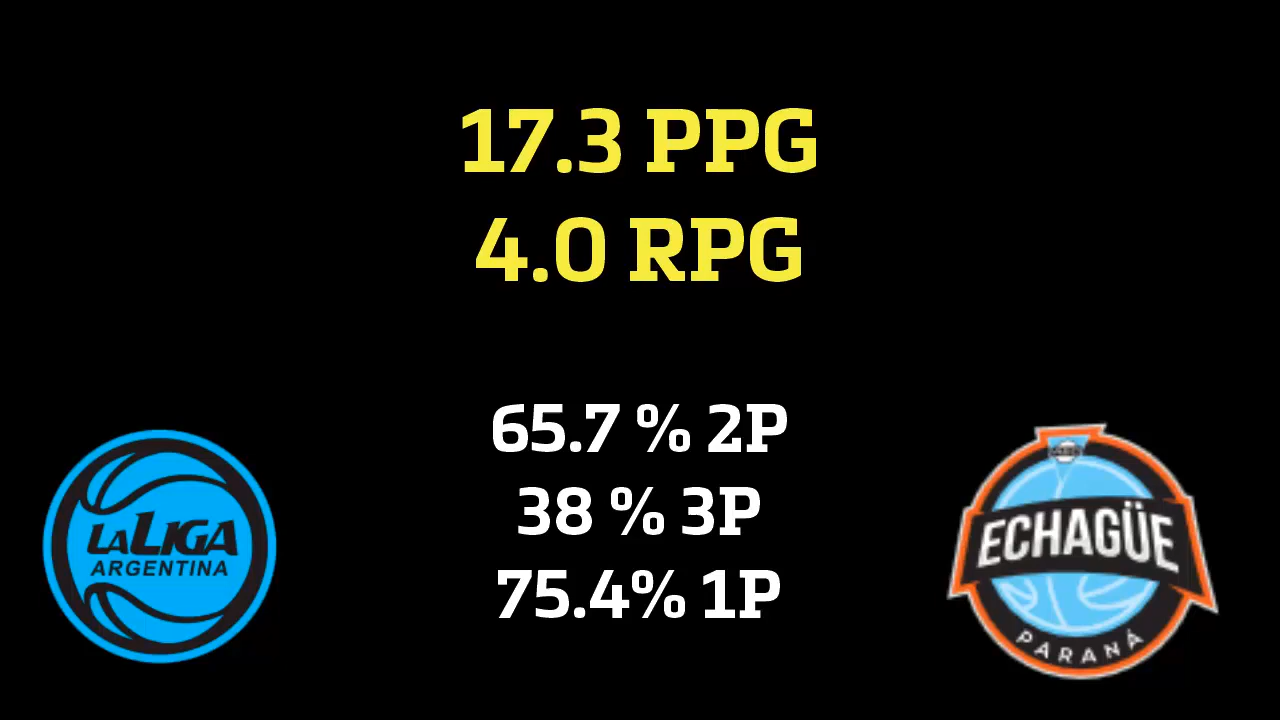 17.3 PPG
4.0 RPG
65.7 % 2P
38 % 3P
75.4% 1P
LALIGA
ARGENTINA
ECHAGÜE
PARANÁ